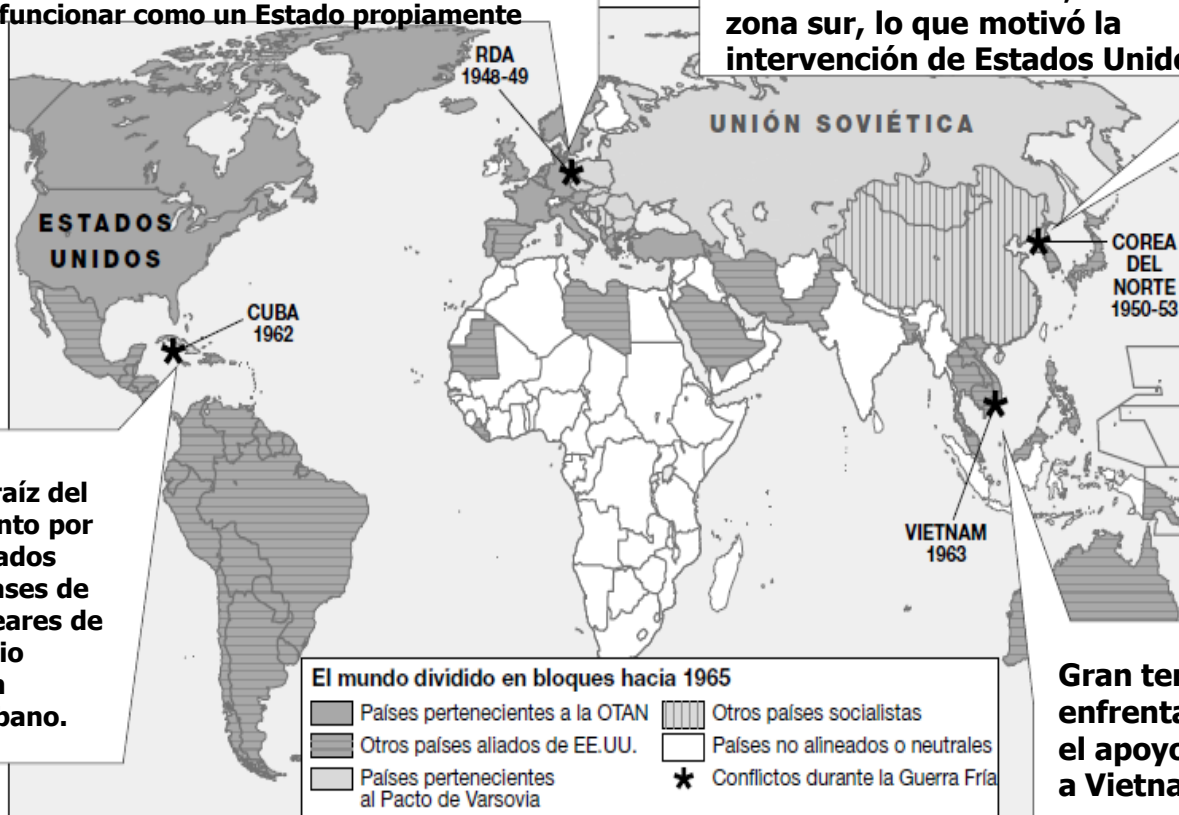 funcionar como un Estado propiamente
zona sur, lo que motivó la
intervención de Estados Unido
RDA
1948-49
UNIÓN SOVIÉTICA
ESTADOS
UNIDOS
COREA
DEL
NORTE
1950-53
CUBA
1962
raíz del
nto por
ados
ases de
eares de
io
n
bano.
VIETNAM
1963
El mundo dividido en bloques hacia 1965
Países pertenecientes a la OTAN
Otros países aliados de EE.UU.
Países pertenecientes
al Pacto de Varsovia
Otros países socialistas
Países no alineados o neutrales
Conflictos durante la Guerra Fría
Gran ten
enfrenta
el apoyo
a Vietna